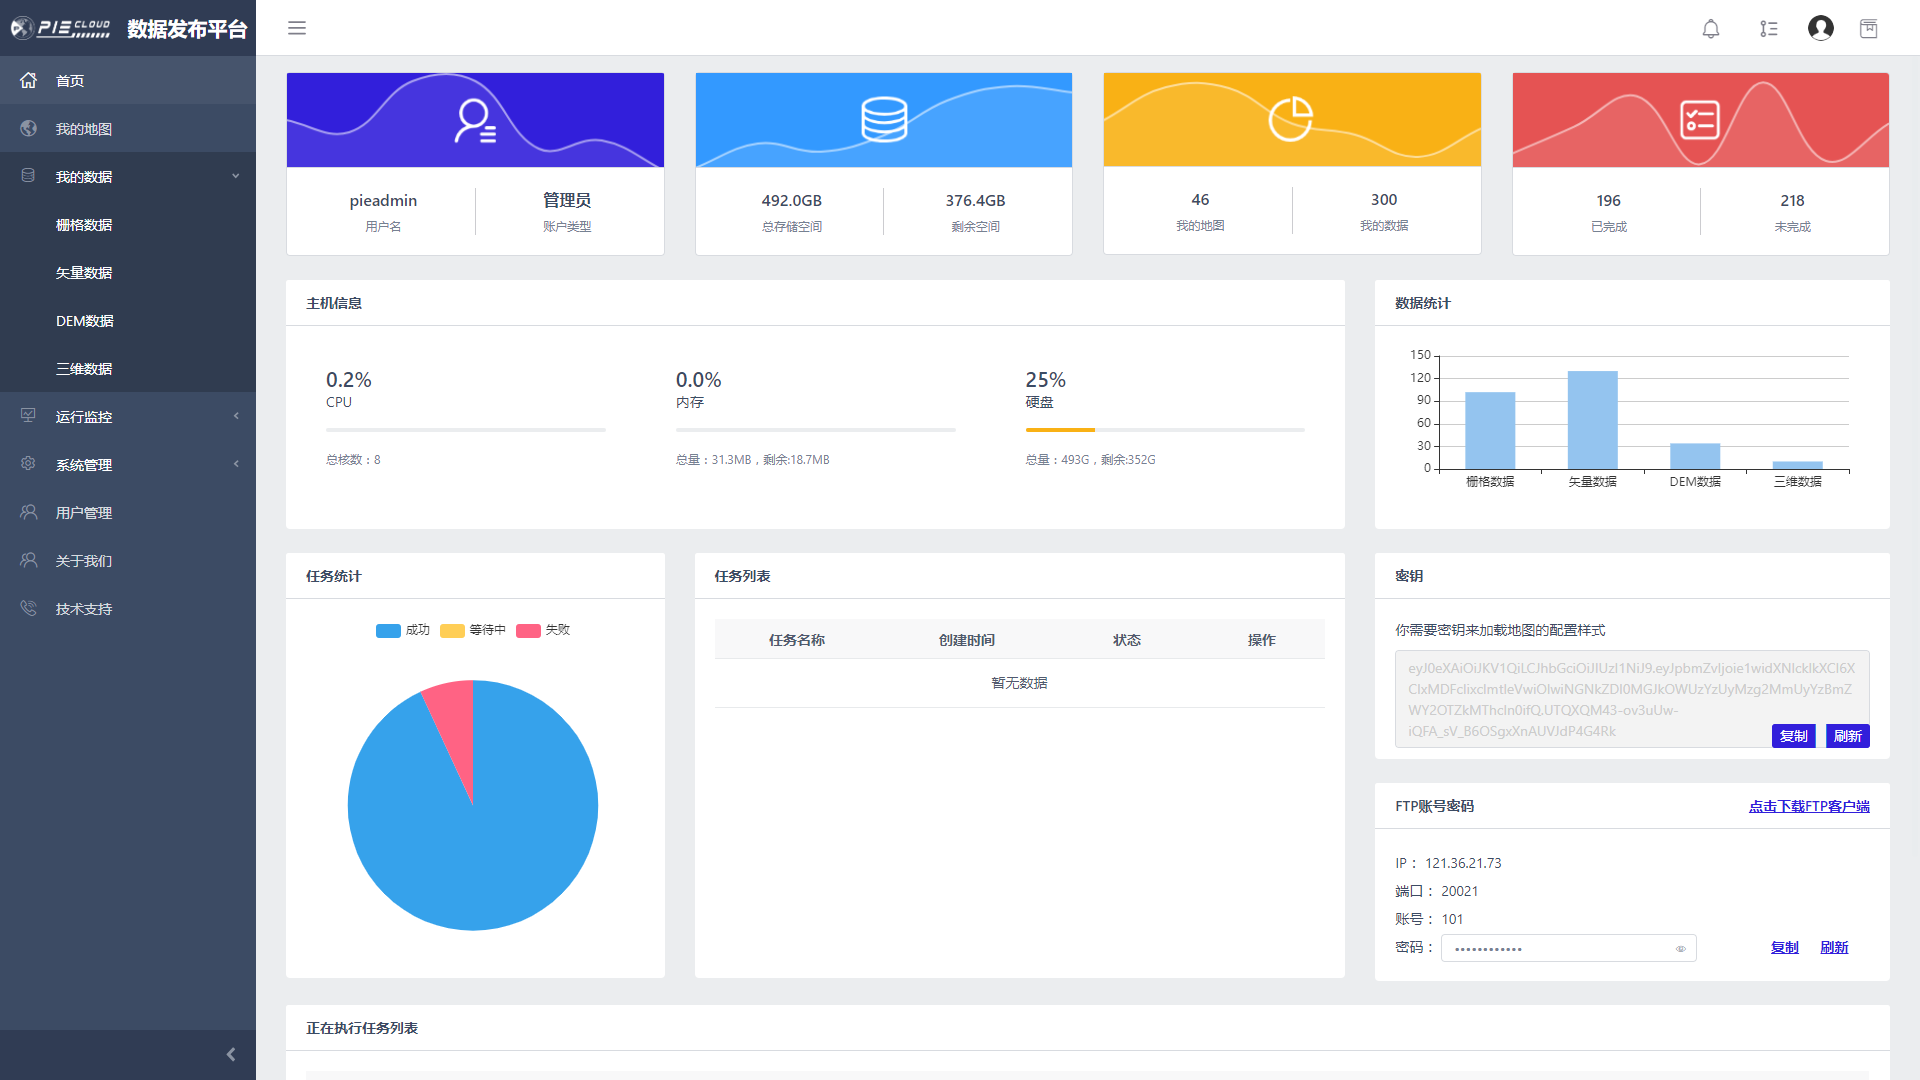 PIE CLOUD 数据发布平台
首页
我的地图
我的数据
栅格数据
矢量数据
DEM数据
三维数据
运行监控
系统管理
用户管理
关于我们
技术支持
pieadmin 管理员
用户名 账户类型
492.0GB 376.4GB
总存储空间 剩余空间
46 300
我的地图 我的数据
196 218
已完成 未完成
主机信息
0.2% 0.0% 25%
CPU 内存 硬盘
总核数：8 总量：31.3MB，剩余:18.7MB 总量：493G，剩余:352G
数据统计
150
120
90
60
30
0
栅格数据 矢量数据 DEM数据 三维数据
任务统计
成功 等待中 失败
任务列表
任务名称 创建时间 状态 操作
暂无数据
密钥
你需要密钥来加载地图的配置样式
复制 刷新
FTP账号密码 点击下载FTP客户端
IP： 121.36.21.73
端口： 20021
账号： 101
密码： ••••••••••••
复制 刷新
正在执行任务列表